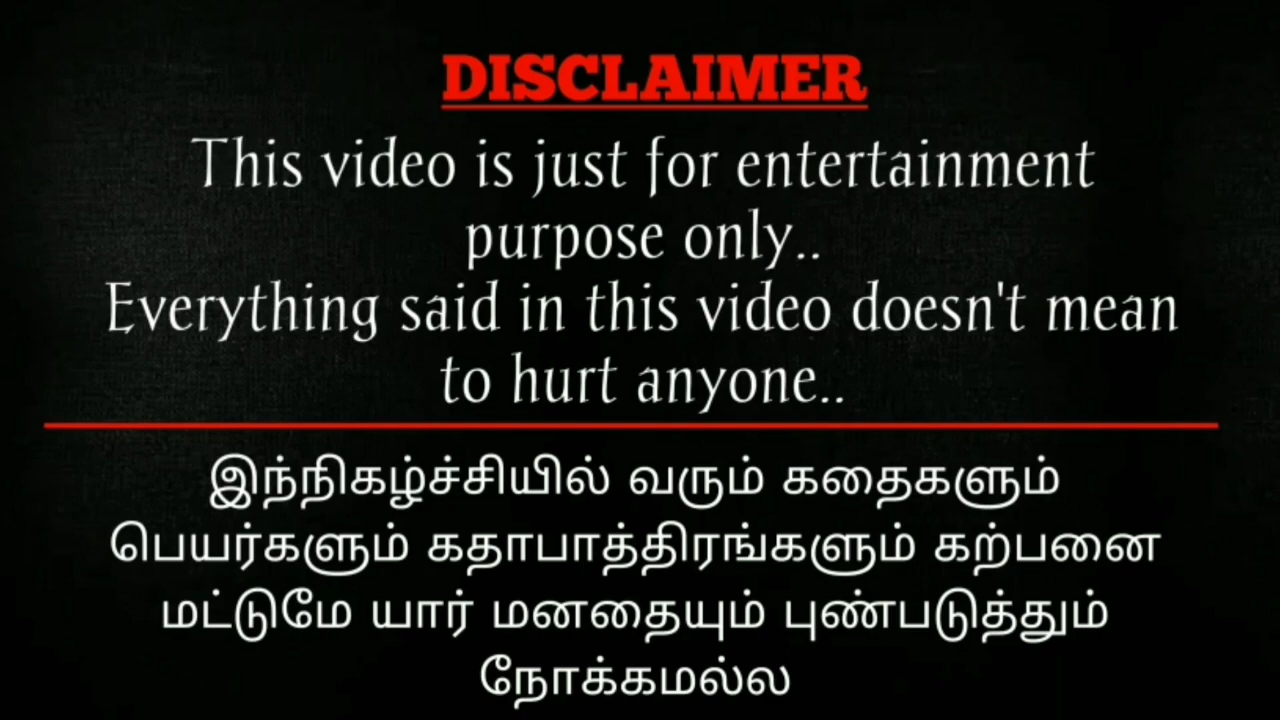 DISCLAIMER
This video is just for entertainment
purpose only..
Everything said in this video doesn't mean
to hurt anyone..
இந்நிகழ்ச்சியில் வரும் கதைகளும்
பெயர்களும் கதாபாத்திரங்களும் கற்பனை
மட்டுமே யார் மனதையும் புண்படுத்தும்
நோக்கமல்ல